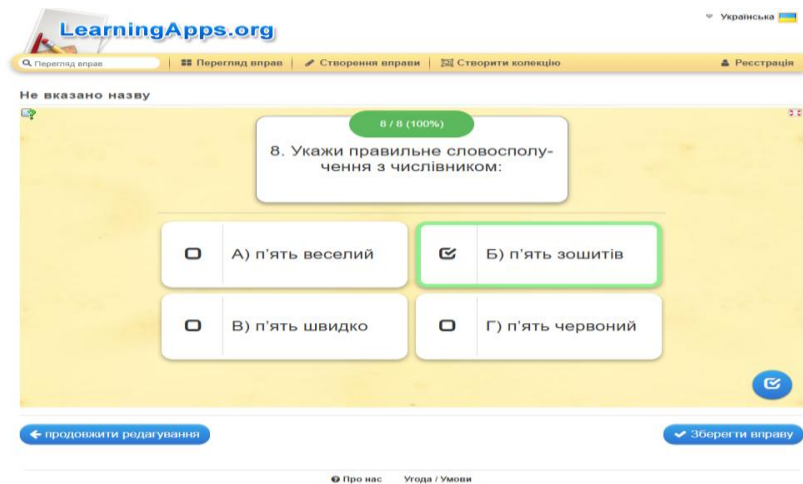 LearningApps.org
Українська
Перегляд вправ
Перегляд вправ
Створення вправи
Створити колекцію
Реєстрація
Не вказано назву
8 / 8 (100%)
8. Укажи правильне словосполу-
чення з числівником:
А) п'ять веселий
Б) п'ять зошитів
В) п'ять швидко
Г) п'ять червоний
продовжити редагування
Зберегти вправу
Про нас
Угода / Умови